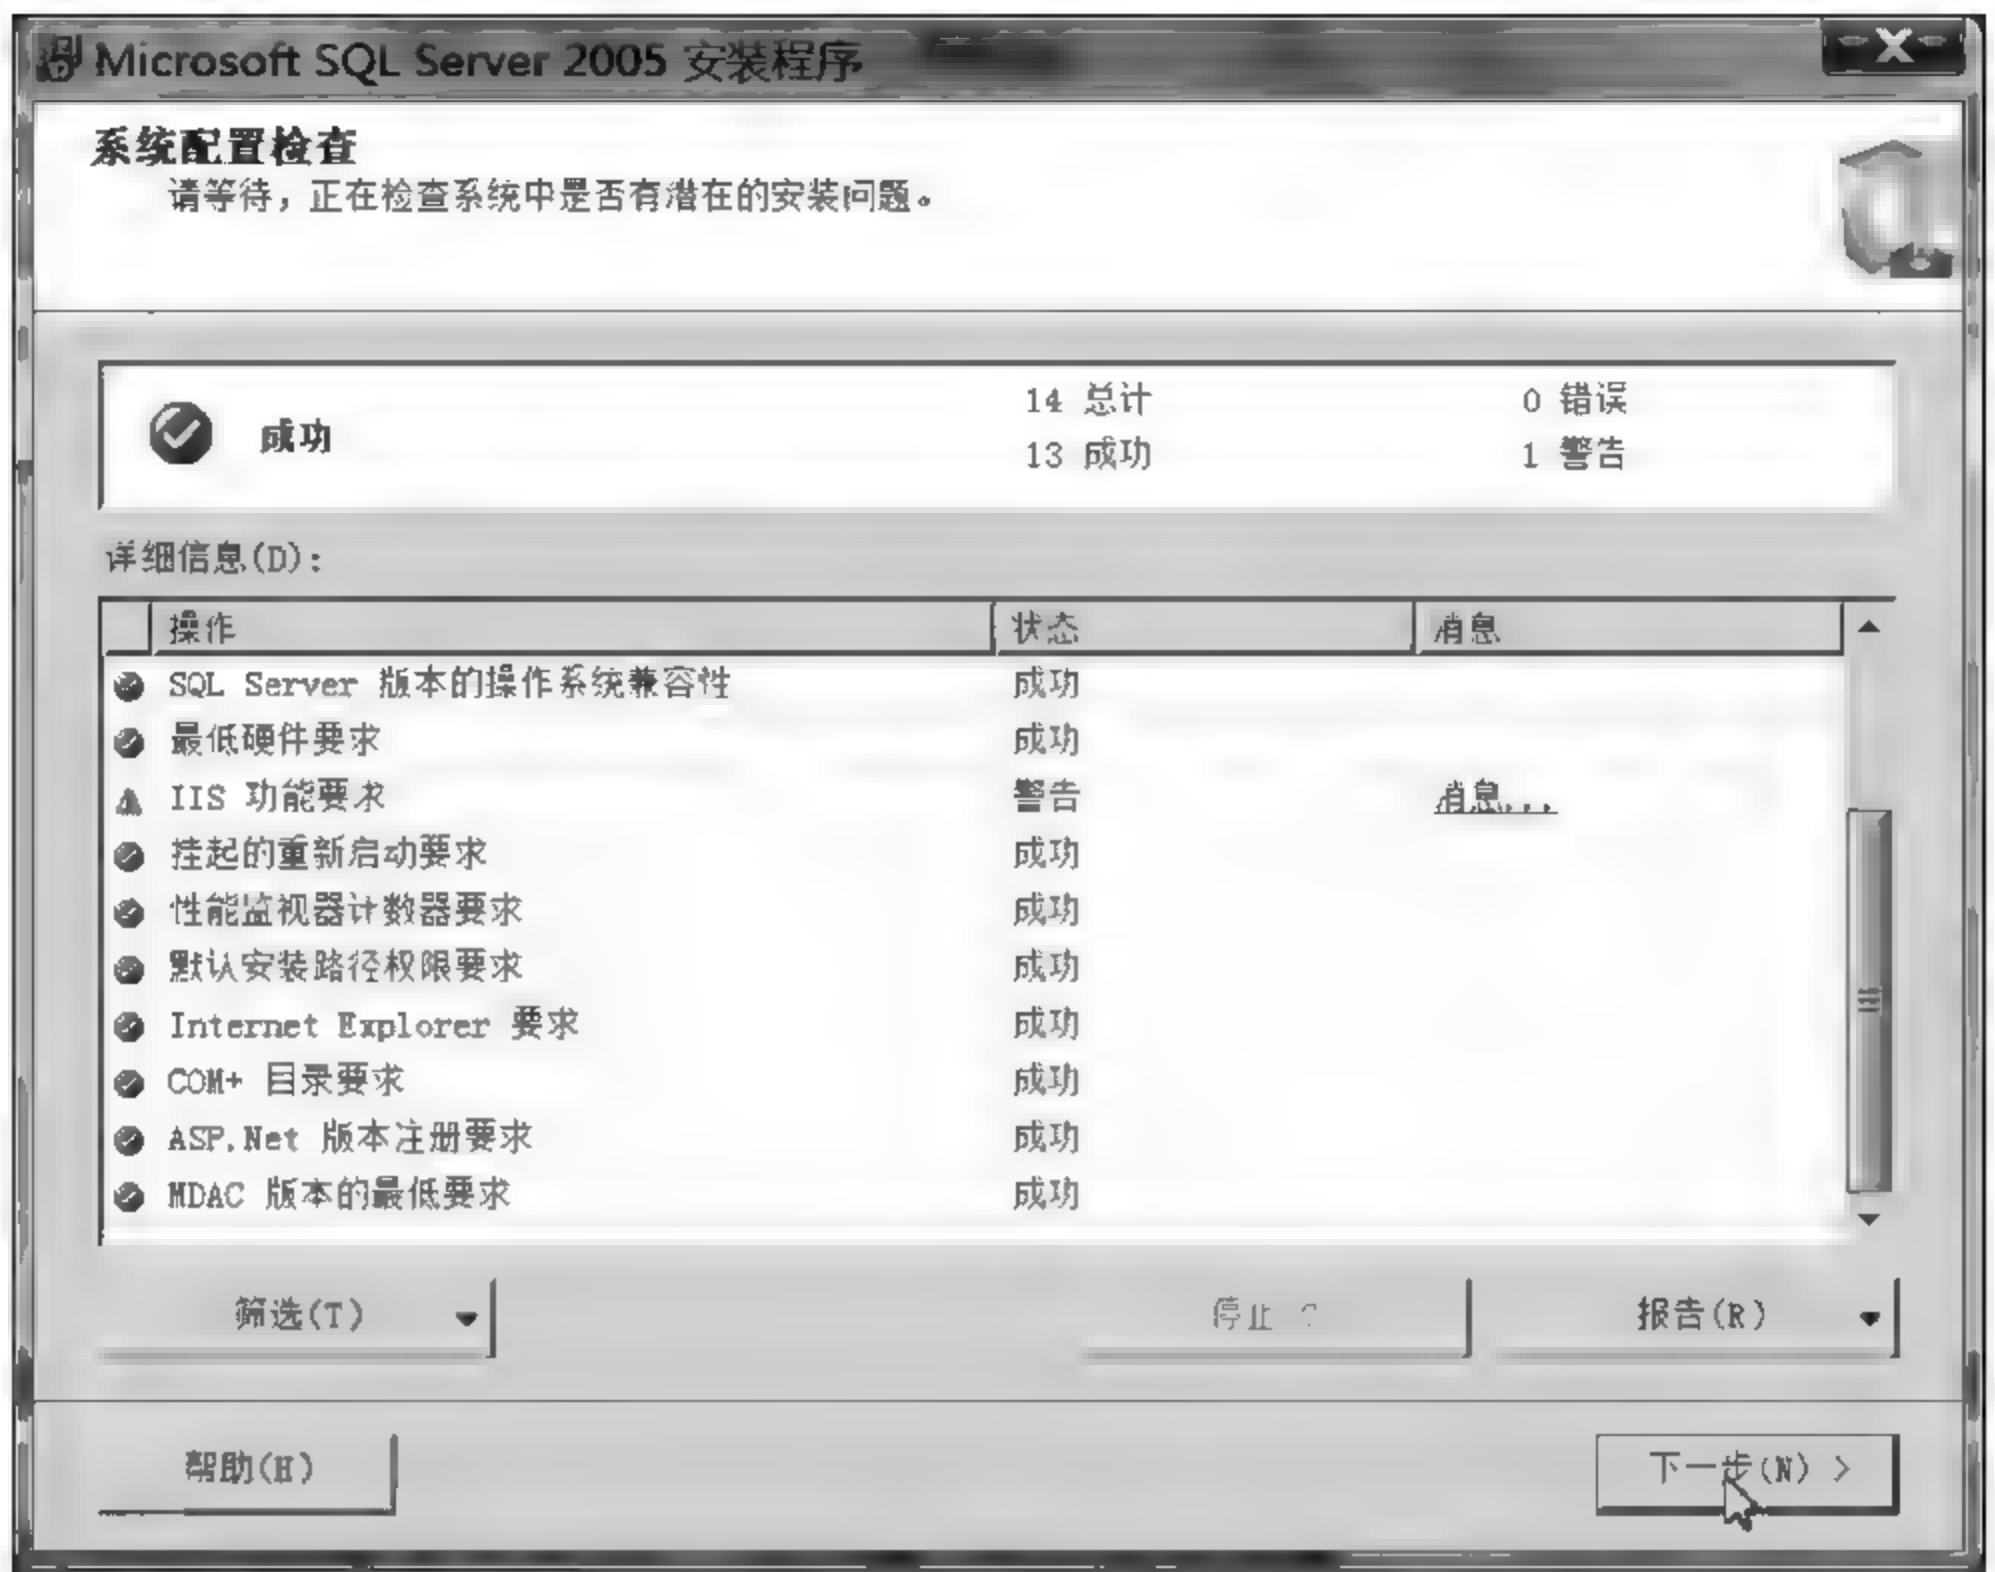 Microsoft SQL Server 2005 安装程序
系统配置检查
请等待，正在检查系统中是否有潜在的安装问题。
成功
14 总计
0 错误
13 成功
1 警告
详细信息(D):
操作 状态 消息
SQL Server 版本的操作系统兼容性 成功
最低硬件要求 成功
IIS 功能要求 警告 消息...
挂起的重新启动要求 成功
性能监视器计数器要求 成功
默认安装路径权限要求 成功
Internet Explorer 要求 成功
COM+ 目录要求 成功
ASP.Net 版本注册要求 成功
MDAC 版本的最低要求 成功
筛选(T) 停止 报告(R)
帮助(H) 下一步(N) >